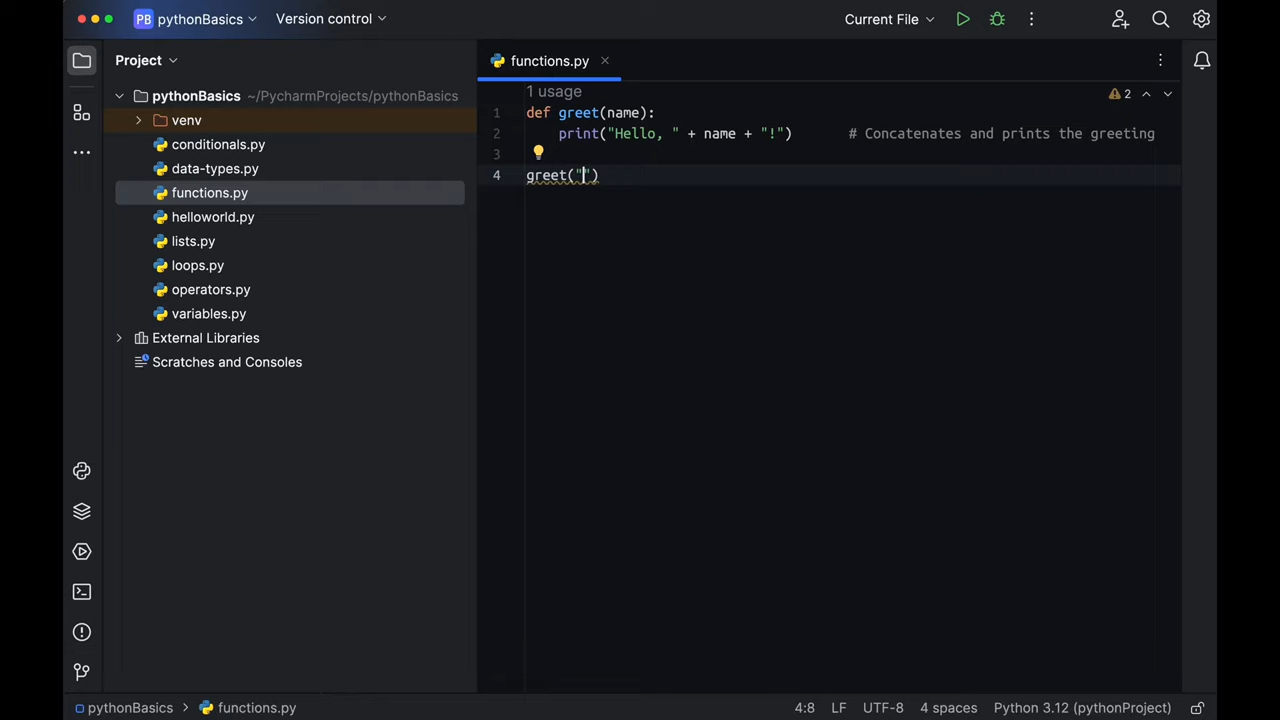 PB pythonBasics Version control Current File
Project functions.py
pythonBasics ~/PycharmProjects/pythonBasics
venv
conditionals.py
data-types.py
functions.py
helloworld.py
lists.py
loops.py
operators.py
variables.py
External Libraries
Scratches and Consoles
1 usage
2
1 def greet(name):
2 print("Hello, " + name + "!") # Concatenates and prints the greeting
3
4 greet("")
pythonBasics > functions.py 4:8 LF UTF-8 4 spaces Python 3.12 (pythonProject)